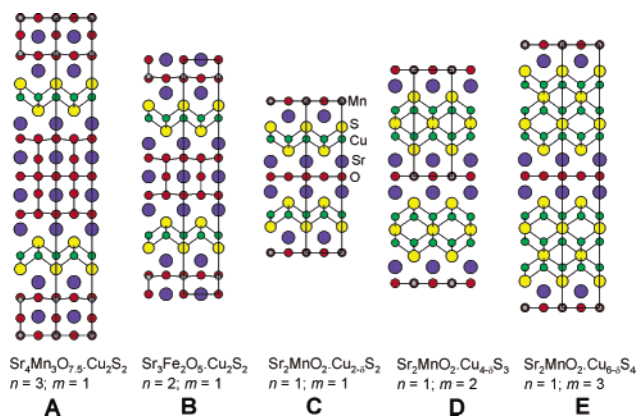 Mn
S
Cu
Sr
O
Sr₄Mn₃O₇.₅·Cu₂S₂ Sr₃Fe₂O₅·Cu₂S₂ Sr₂MnO₂·Cu₂₋δS₂ Sr₂MnO₂·Cu₄₋δS₃ Sr₂MnO₂·Cu₆₋δS₄
n = 3; m = 1 n = 2; m = 1 n = 1; m = 1 n = 1; m = 2 n = 1; m = 3
A B C D E